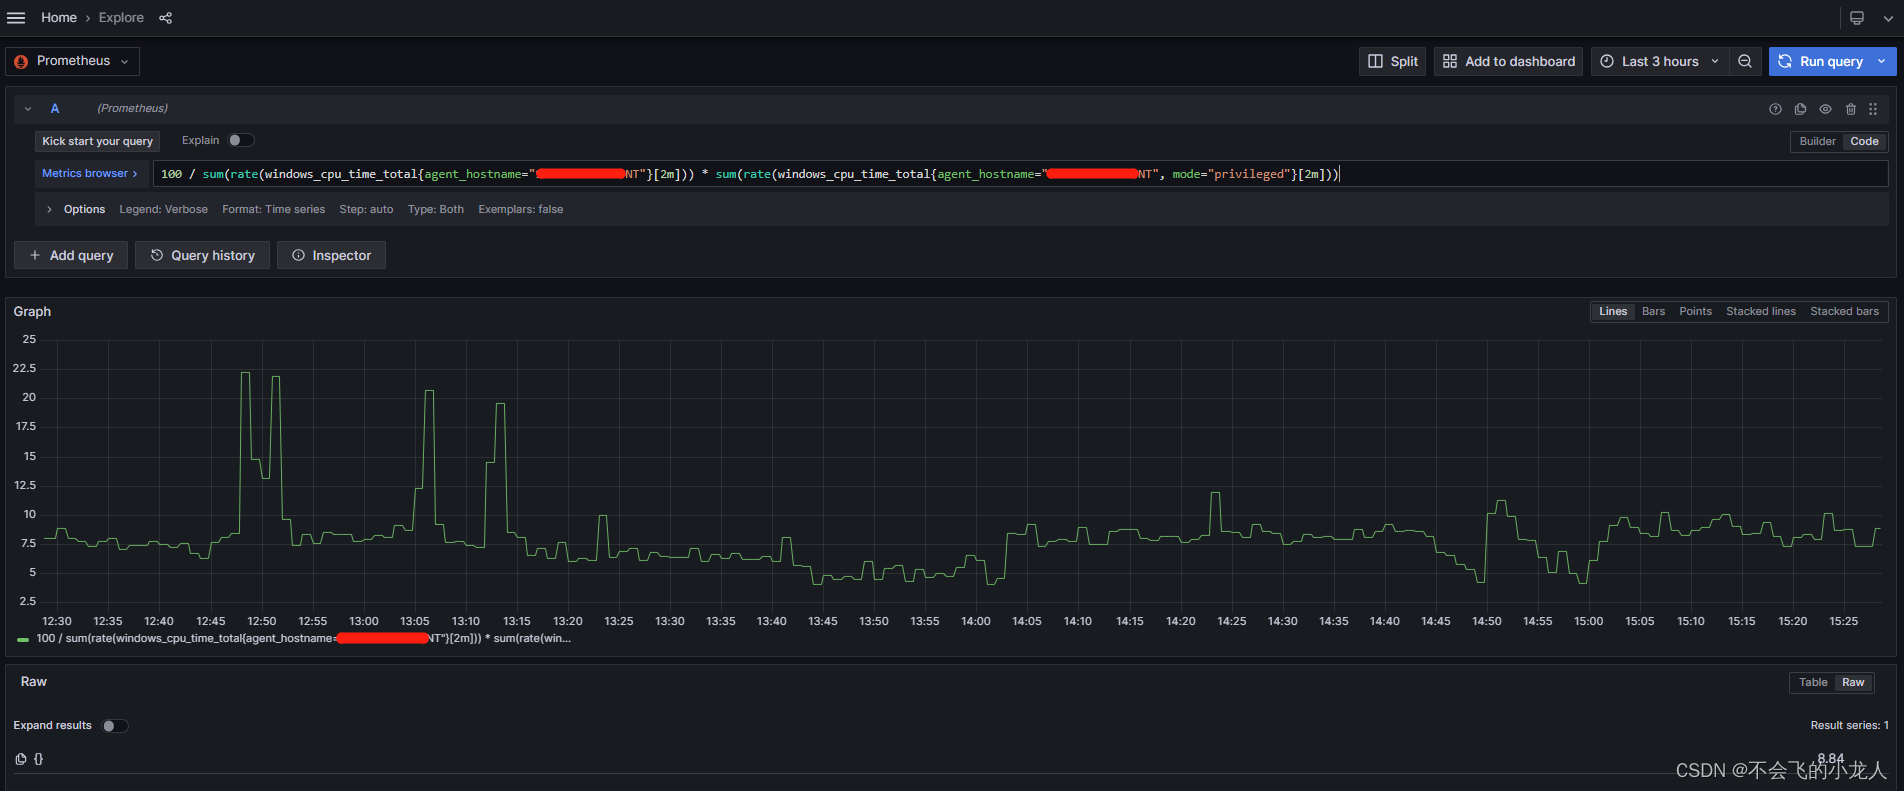 Home › Explore
Prometheus
Split
Add to dashboard
Last 3 hours
Run query
A (Prometheus)
Kick start your query
Explain
Builder
Code
Metrics browser >
100 / sum(rate(windows_cpu_time_total{agent_hostname="NT"}[2m])) * sum(rate(windows_cpu_time_total{agent_hostname="NT", mode="privileged"}[2m]))
Options Legend: Verbose Format: Time series Step: auto Type: Both Exemplars: false
+ Add query
Query history
Inspector
Graph
Lines Bars Points Stacked lines Stacked bars
25
22.5
20
17.5
15
12.5
10
7.5
5
2.5
12:30 12:35 12:40 12:45 12:50 12:55 13:00 13:05 13:10 13:15 13:20 13:25 13:30 13:35 13:40 13:45 13:50 13:55 14:00 14:05 14:10 14:15 14:20 14:25 14:30 14:35 14:40 14:45 14:50 14:55 15:00 15:05 15:10 15:15 15:20 15:25
100 / sum(rate(windows_cpu_time_total{agent_hostname=NT"}[2m])) * sum(rate(win...
Raw
Table Raw
Expand results
Result series: 1
{}
8.84
CSDN @不会飞的小龙人